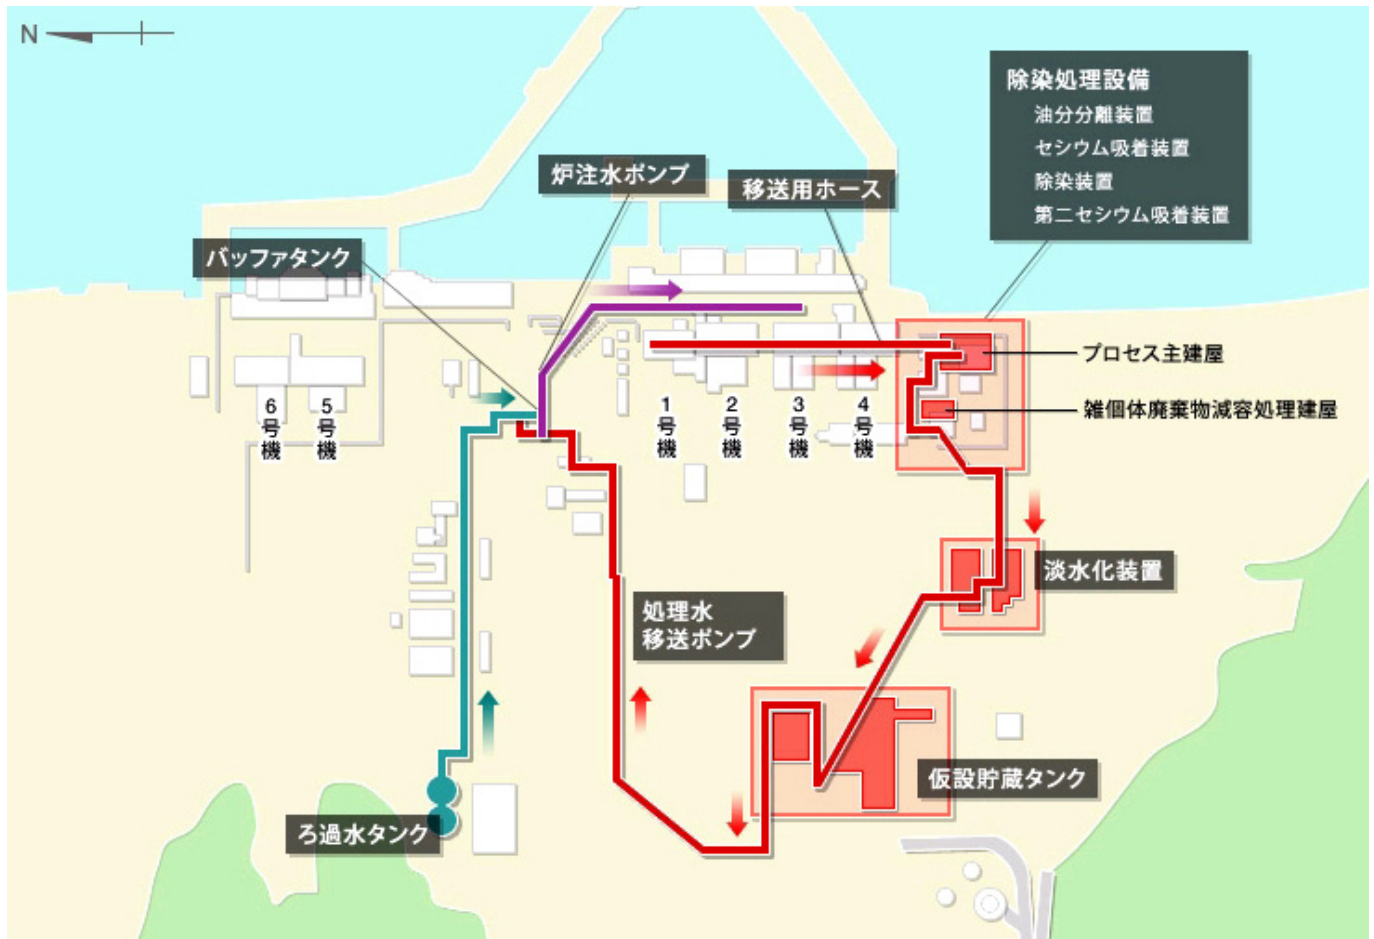 N
除染処理設備
油分分離装置
セシウム吸着装置
除染装置
第二セシウム吸着装置
炉注水ポンプ
移送用ホース
バッファタンク
プロセス主建屋
雑個体廃棄物減容処理建屋
6号機
5号機
1号機
2号機
3号機
4号機
淡水化装置
処理水
移送ポンプ
仮設貯蔵タンク
ろ過水タンク